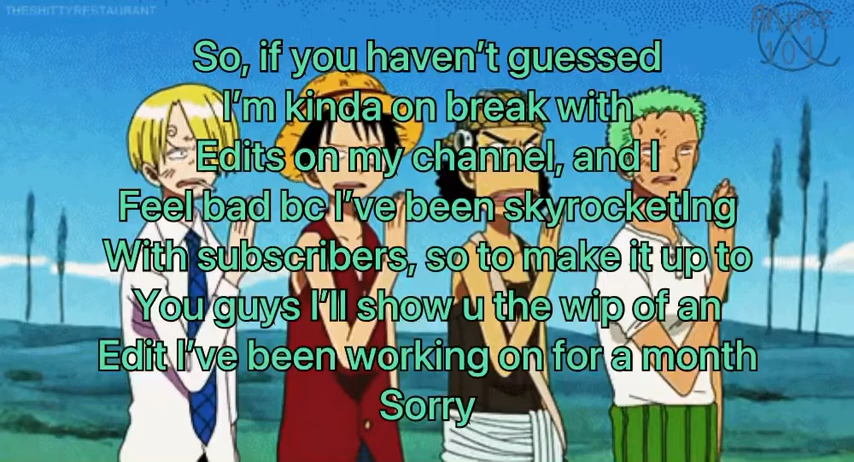 THESHITTYRESTAURANT
ANIME
101
So, if you haven't guessed
I'm kinda on break with
Edits on my channel, and I
Feel bad bc I've been skyrocketIng
With subscribers, so to make it up to
You guys I'll show u the wip of an
Edit I've been working on for a month
Sorry